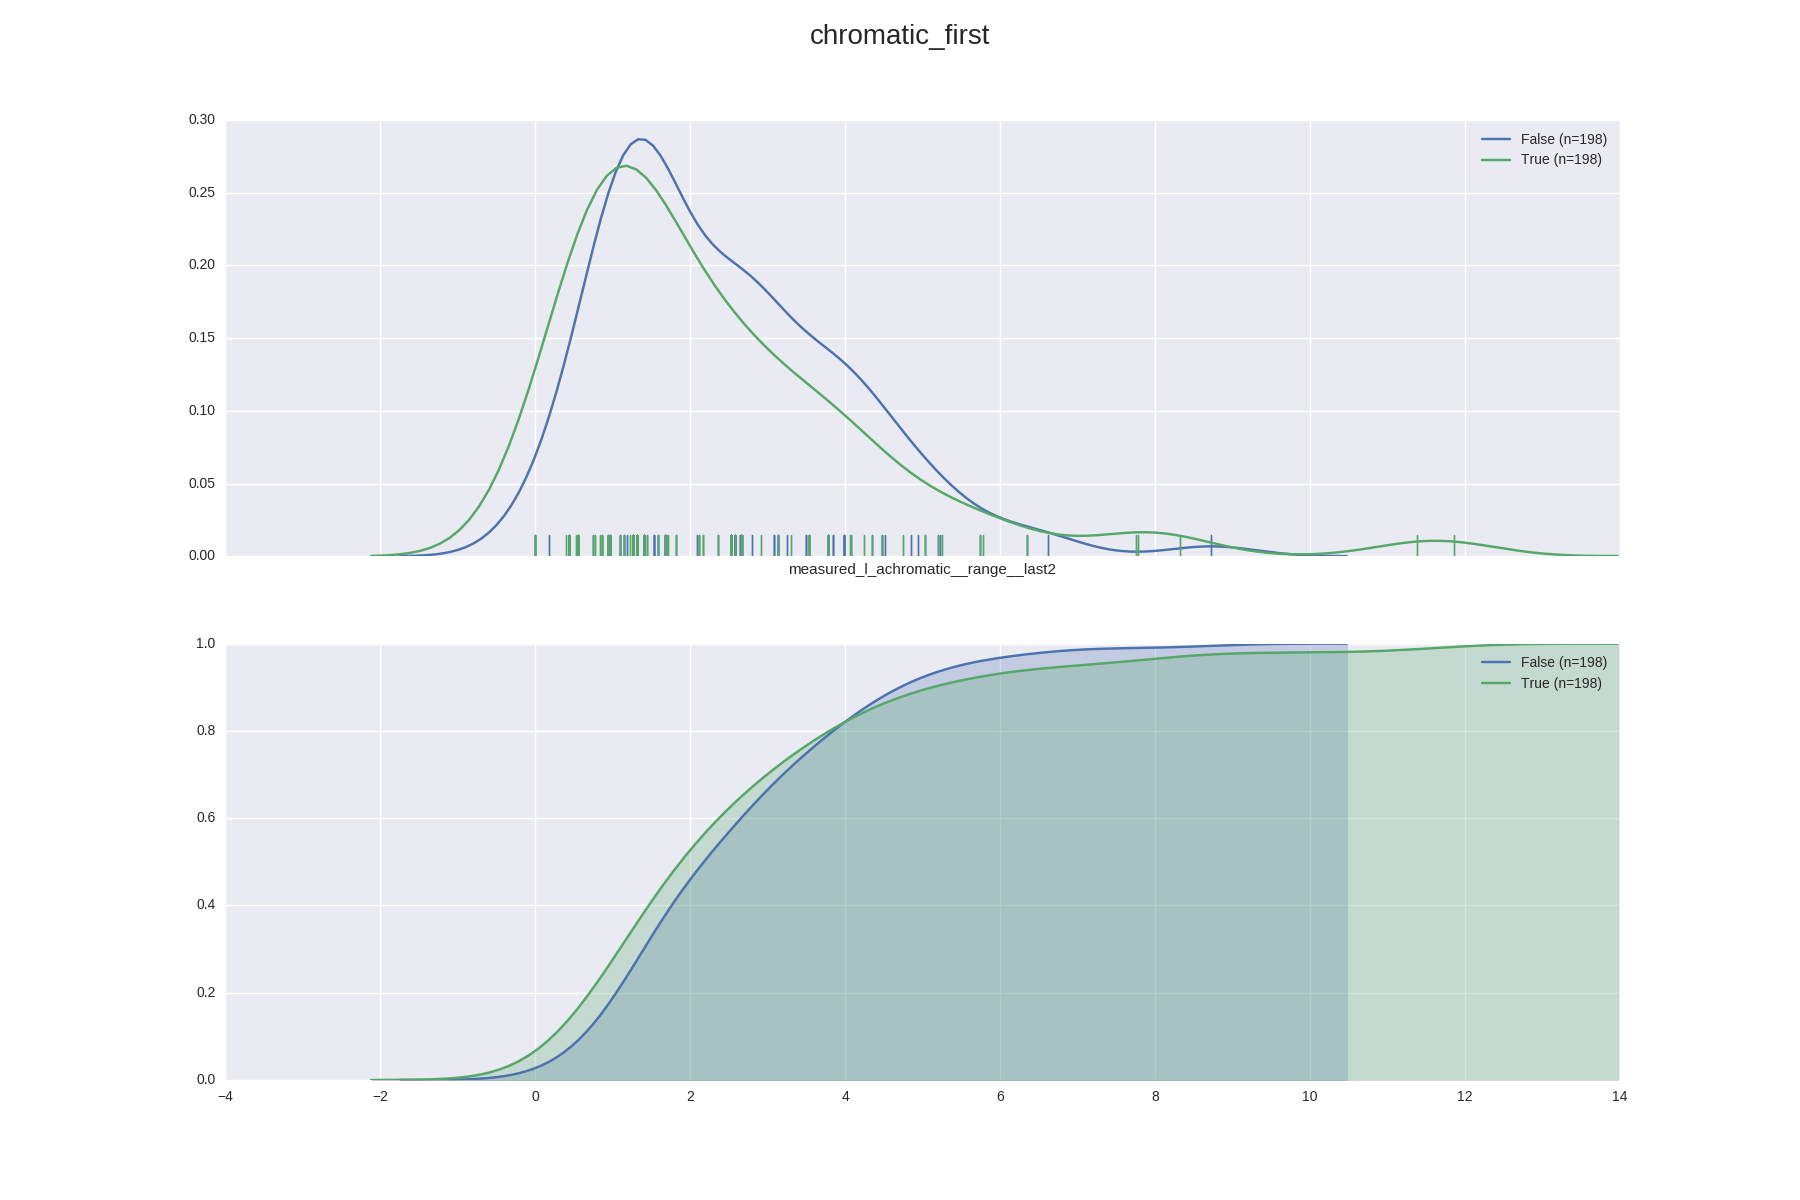 chromatic_first
0.30
0.25
0.20
0.15
0.10
0.05
0.00
False (n=198)
True (n=198)
measured_l_achromatic__range__last2
1.0
0.8
0.6
0.4
0.2
0.0
False (n=198)
True (n=198)
−4 −2 0 2 4 6 8 10 12 14